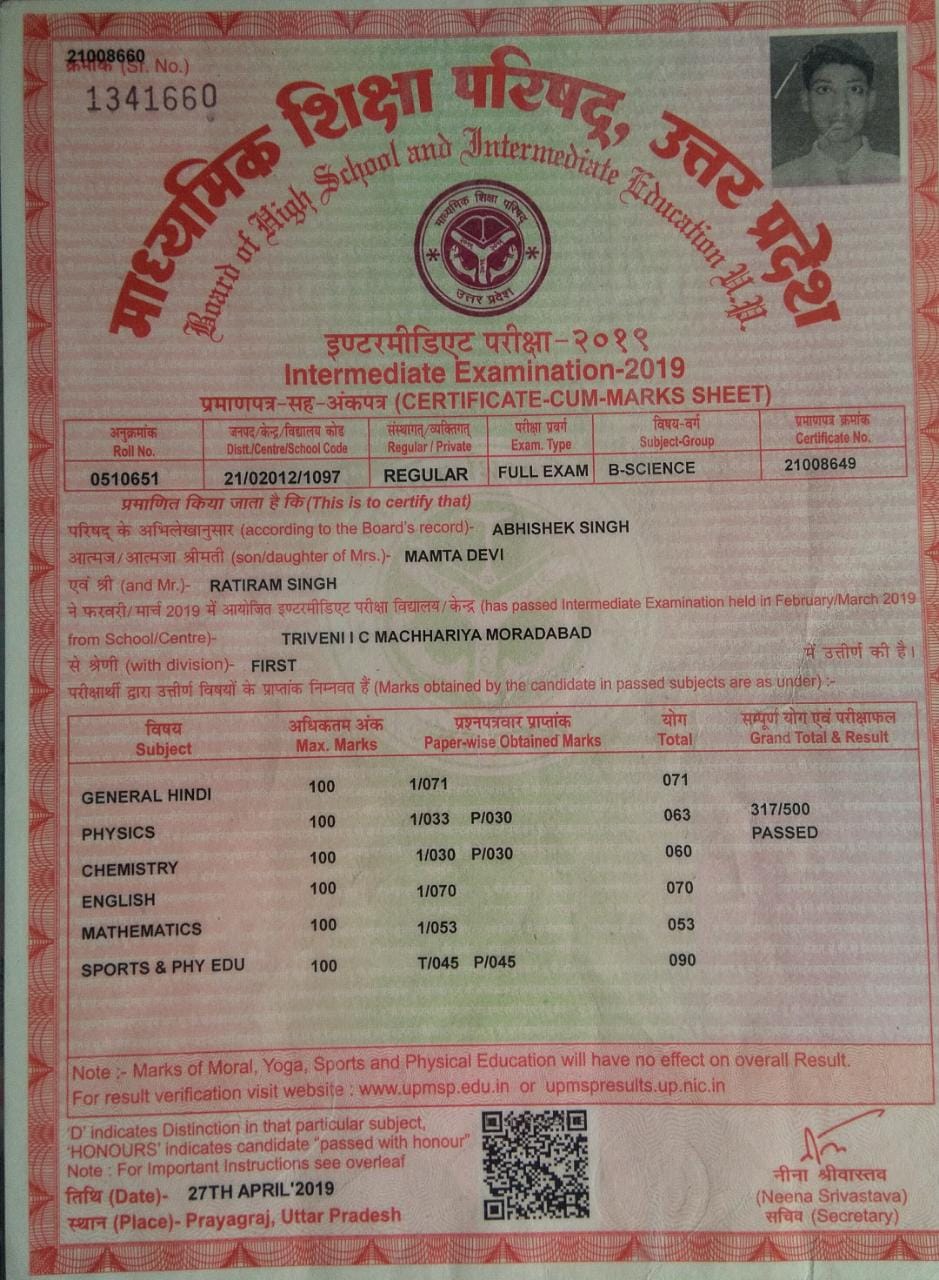 21008660
क्रमांक (Sl. No.)
1341660
माध्यमिक शिक्षा परिषद्, उत्तर प्रदेश
Board of High School and Intermediate Education U.P.
माध्यमिक शिक्षा परिषद्
उत्तर प्रदेश
इण्टरमीडिएट परीक्षा-२०१९
Intermediate Examination-2019
प्रमाणपत्र-सह-अंकपत्र (CERTIFICATE-CUM-MARKS SHEET)
अनुक्रमांक जनपद/केन्द्र/विद्यालय कोड संस्थागत/व्यक्तिगत परीक्षा प्रवर्ग विषय-वर्ग प्रमाणपत्र क्रमांक
Roll No. Distt./Centre/School Code Regular / Private Exam. Type Subject-Group Certificate No.
0510651 21/02012/1097 REGULAR FULL EXAM B-SCIENCE 21008649
प्रमाणित किया जाता है कि (This is to certify that)
परिषद् के अभिलेखानुसार (according to the Board's record)- ABHISHEK SINGH
आत्मज/आत्मजा श्रीमती (son/daughter of Mrs.)- MAMTA DEVI
एवं श्री (and Mr.)- RATIRAM SINGH
ने फरवरी/मार्च 2019 में आयोजित इण्टरमीडिएट परीक्षा विद्यालय/केन्द्र (has passed Intermediate Examination held in February/March 2019
from School/Centre)- TRIVENI I C MACHHARIYA MORADABAD
से श्रेणी (with division)- FIRST में उत्तीर्ण की है।
परीक्षार्थी द्वारा उत्तीर्ण विषयों के प्राप्तांक निम्नवत हैं (Marks obtained by the candidate in passed subjects are as under) :-
विषय अधिकतम अंक प्रश्नपत्रवार प्राप्तांक योग सम्पूर्ण योग एवं परीक्षाफल
Subject Max. Marks Paper-wise Obtained Marks Total Grand Total & Result
GENERAL HINDI 100 1/071 071
PHYSICS 100 1/033 P/030 063 317/500
PASSED
CHEMISTRY 100 1/030 P/030 060
ENGLISH 100 1/070 070
MATHEMATICS 100 1/053 053
SPORTS & PHY EDU 100 T/045 P/045 090
Note :- Marks of Moral, Yoga, Sports and Physical Education will have no effect on overall Result.
For result verification visit website : www.upmsp.edu.in or upmspresults.up.nic.in
'D' indicates Distinction in that particular subject,
'HONOURS' indicates candidate "passed with honour"
Note : For Important Instructions see overleaf
तिथि (Date)- 27TH APRIL'2019
स्थान (Place)- Prayagraj, Uttar Pradesh
नीना श्रीवास्तव
(Neena Srivastava)
सचिव (Secretary)